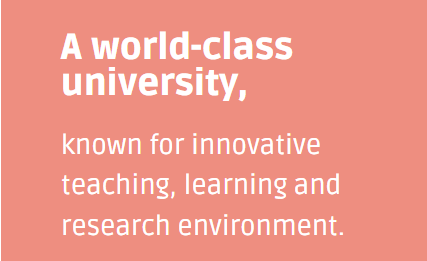 A world-class
university,
known for innovative
teaching, learning and
research environment.